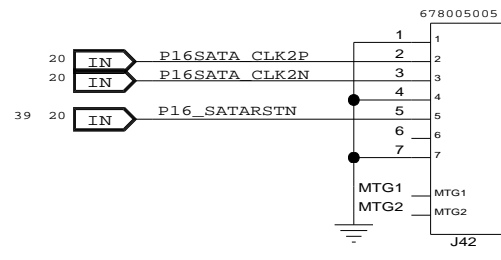 678005005
1 1
20 IN P16SATA_CLK2P 2 2
20 IN P16SATA_CLK2N 3 3
4 4
39 20 IN P16_SATARSTN 5 5
6 6
7 7
MTG1 MTG1
MTG2 MTG2
J42